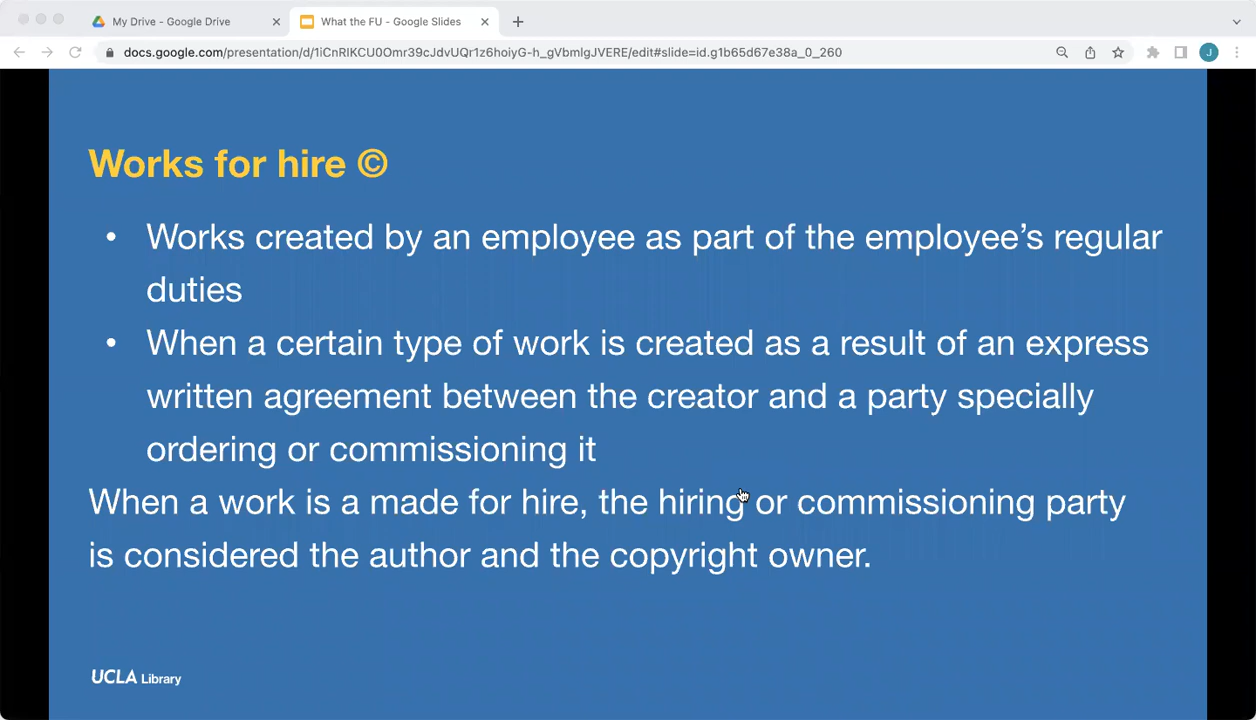 My Drive - Google Drive
What the FU - Google Slides
docs.google.com/presentation/d/1iCnRlKCU0Omr39cJdvUQr1z6hoiyG-h_gVbmlgJVERE/edit#slide=id.g1b65d67e38a_0_260
J
Works for hire ©
• Works created by an employee as part of the employee’s regular
duties
• When a certain type of work is created as a result of an express
written agreement between the creator and a party specially
ordering or commissioning it
When a work is a made for hire, the hiring or commissioning party
is considered the author and the copyright owner.
UCLA Library